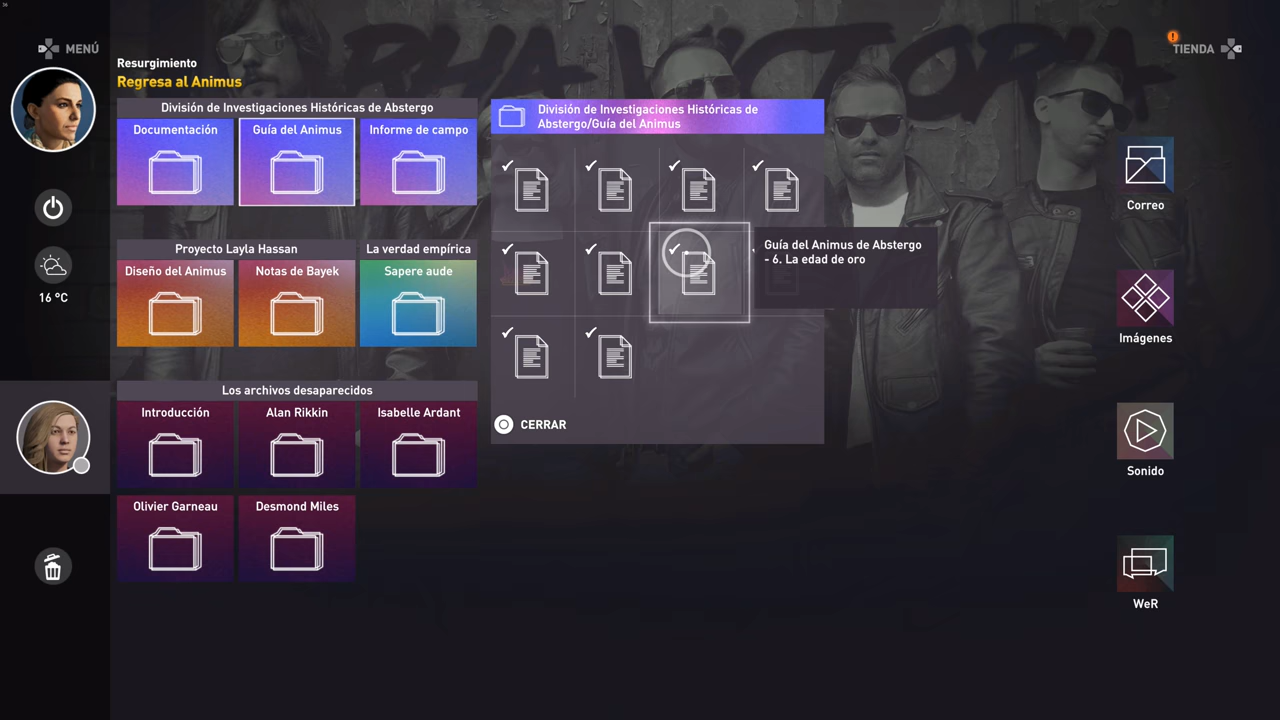 36
MENÚ
TIENDA
Resurgimiento
Regresa al Animus
División de Investigaciones Históricas de Abstergo
Documentación
Guía del Animus
Informe de campo
División de Investigaciones Históricas de
Abstergo/Guía del Animus
Guía del Animus de Abstergo
- 6. La edad de oro
CERRAR
Proyecto Layla Hassan
La verdad empírica
Diseño del Animus
Notas de Bayek
Sapere aude
16 °C
Los archivos desaparecidos
Introducción
Alan Rikkin
Isabelle Ardant
Olivier Garneau
Desmond Miles
Correo
Imágenes
Sonido
WeR